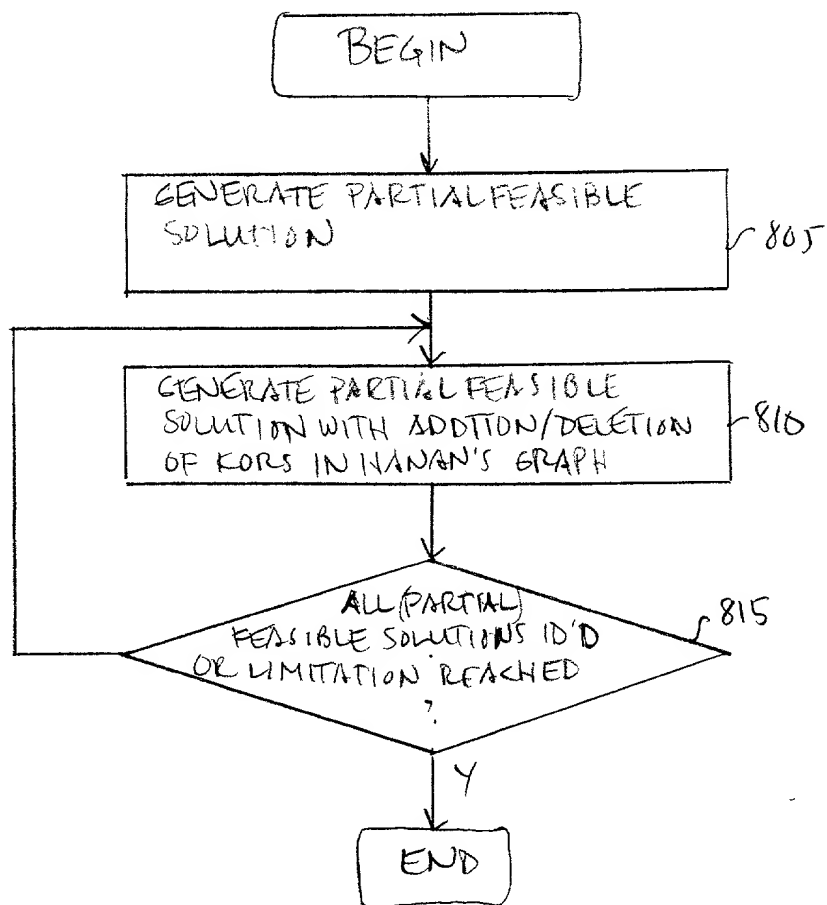 BEGIN
GENERATE PARTIAL FEASIBLE
SOLUTION
805
GENERATE PARTIAL FEASIBLE
SOLUTION WITH ADDTION/DELETION
OF KORS IN HANAN'S GRAPH
810
ALL (PARTIAL)
FEASIBLE SOLUTIONS ID'D
OR LIMITATION REACHED
?
815
Y
END